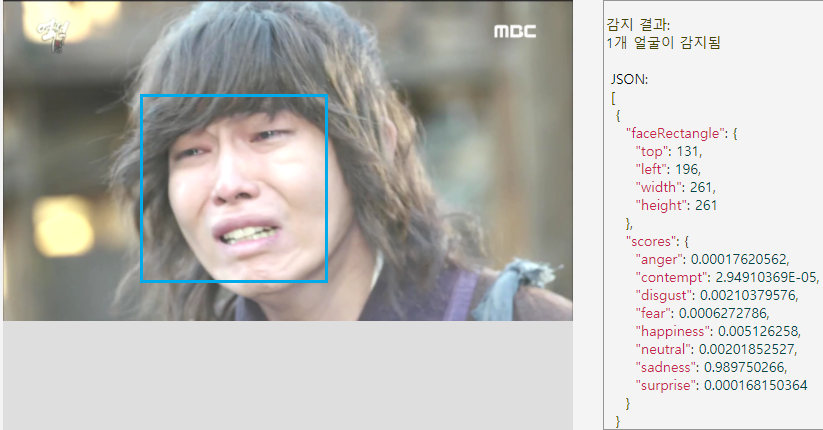 MBC
감지 결과:
1개 얼굴이 감지됨
JSON:
[
{
"faceRectangle": {
"top": 131,
"left": 196,
"width": 261,
"height": 261
},
"scores": {
"anger": 0.00017620562,
"contempt": 2.94910369E-05,
"disgust": 0.00210379576,
"fear": 0.0006272786,
"happiness": 0.005126258,
"neutral": 0.00201852527,
"sadness": 0.989750266,
"surprise": 0.000168150364
}
}